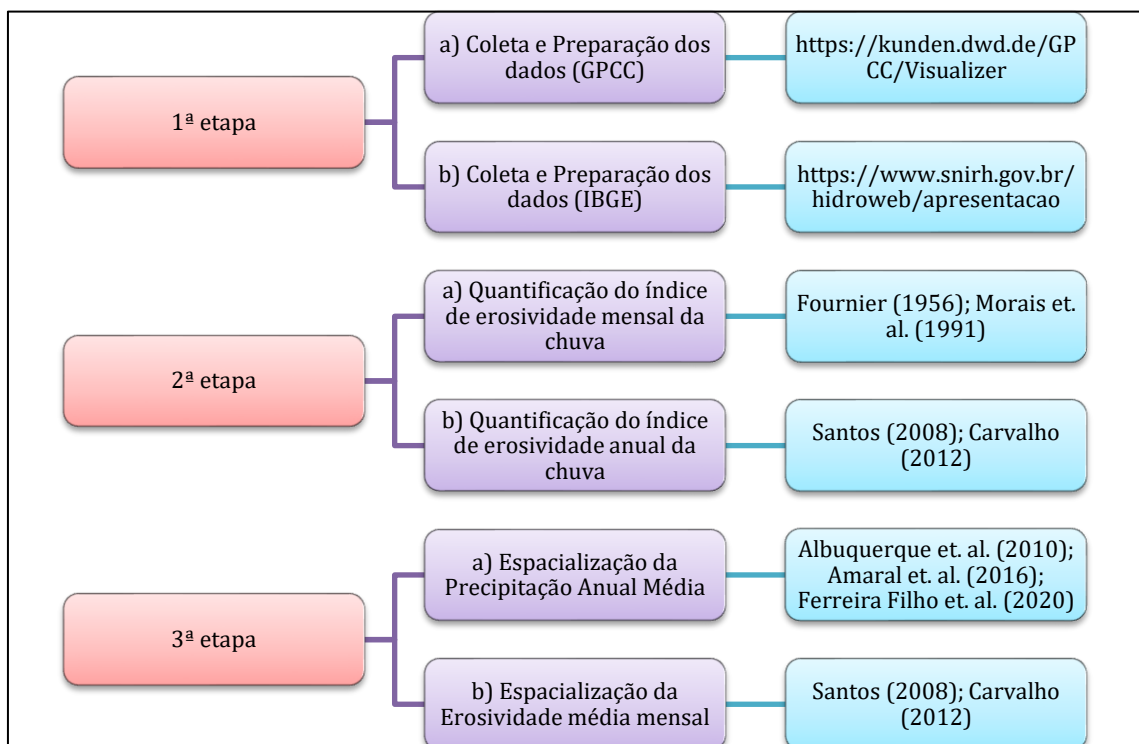 1ª etapa
a) Coleta e Preparação dos
dados (GPCC)
https://kunden.dwd.de/GP
CC/Visualizer
b) Coleta e Preparação dos
dados (IBGE)
https://www.snirh.gov.br/
hidroweb/apresentacao
2ª etapa
a) Quantificação do índice
de erosividade mensal da
chuva
Fournier (1956); Morais et.
al. (1991)
b) Quantificação do índice
de erosividade anual da
chuva
Santos (2008); Carvalho
(2012)
3ª etapa
a) Espacialização da
Precipitação Anual Média
Albuquerque et. al. (2010);
Amaral et. al. (2016);
Ferreira Filho et. al. (2020)
b) Espacialização da
Erosividade média mensal
Santos (2008); Carvalho
(2012)